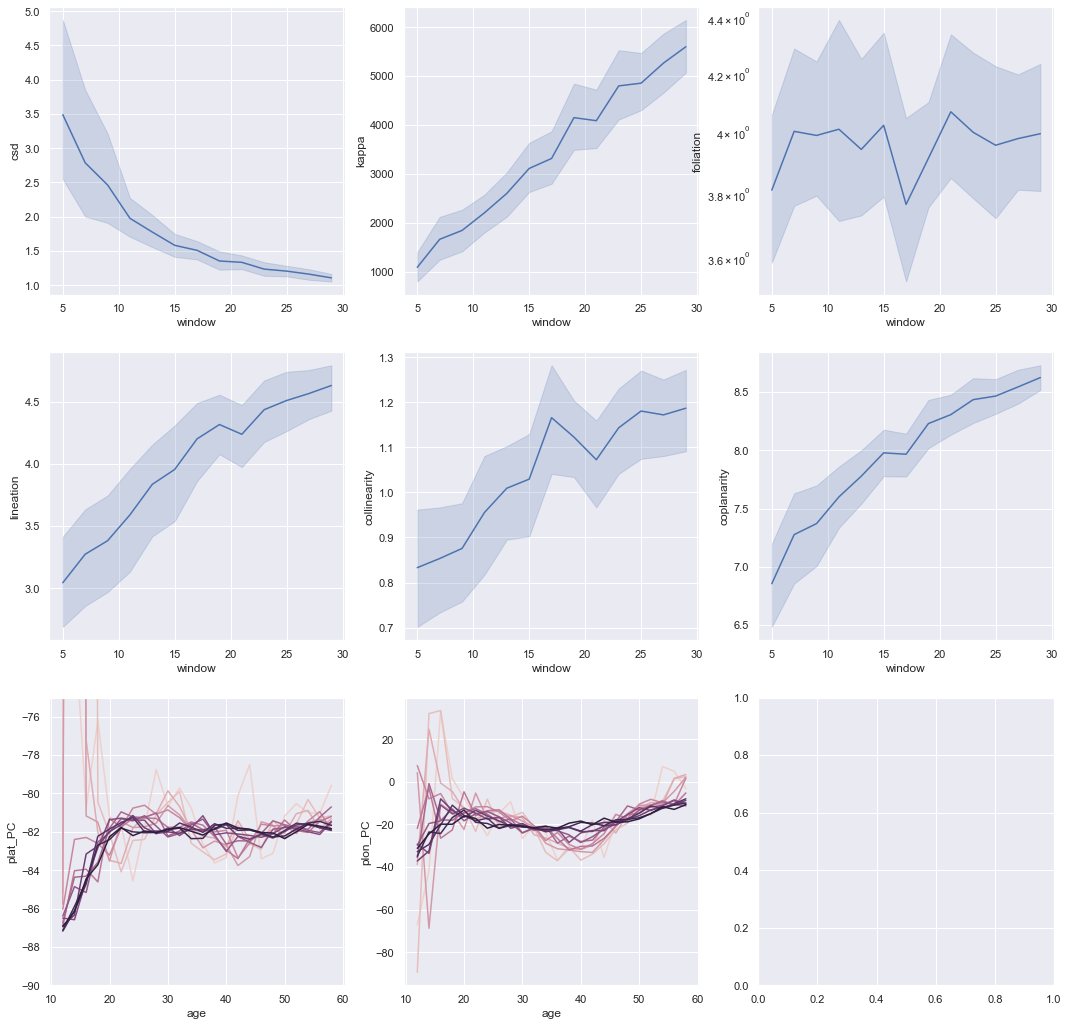 5.0
4.5
4.0
3.5
3.0
2.5
2.0
1.5
1.0
csd
5 10 15 20 25 30
window
6000
5000
4000
3000
2000
1000
kappa
5 10 15 20 25 30
window
4.4 × 10⁰
4.2 × 10⁰
4 × 10⁰
3.8 × 10⁰
3.6 × 10⁰
foliation
5 10 15 20 25 30
window
4.5
4.0
3.5
3.0
lineation
5 10 15 20 25 30
window
1.3
1.2
1.1
1.0
0.9
0.8
0.7
collinearity
5 10 15 20 25 30
window
8.5
8.0
7.5
7.0
6.5
coplanarity
5 10 15 20 25 30
window
−76
−78
−80
−82
−84
−86
−88
−90
plat_PC
10 20 30 40 50 60
age
20
0
−20
−40
−60
−80
plon_PC
10 20 30 40 50 60
age
1.0
0.8
0.6
0.4
0.2
0.0
0.0 0.2 0.4 0.6 0.8 1.0